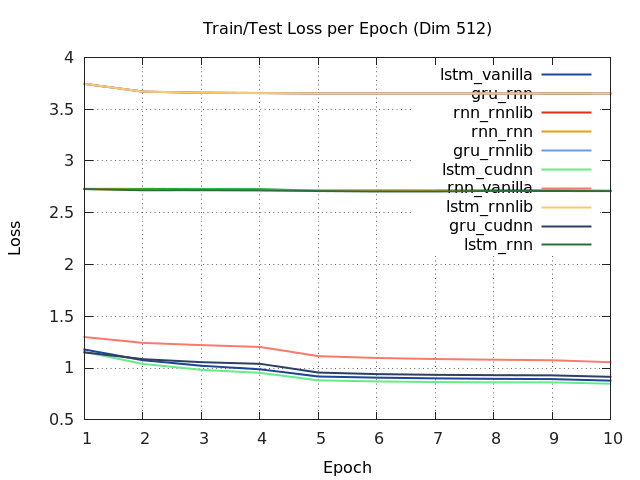 Train/Test Loss per Epoch (Dim 512)
4
3.5
3
2.5
2
1.5
1
0.5
Loss
lstm_vanilla
gru_rnn
rnn_rnnlib
rnn_rnn
gru_rnnlib
lstm_cudnn
rnn_vanilla
lstm_rnnlib
gru_cudnn
lstm_rnn
1 2 3 4 5 6 7 8 9 10
Epoch